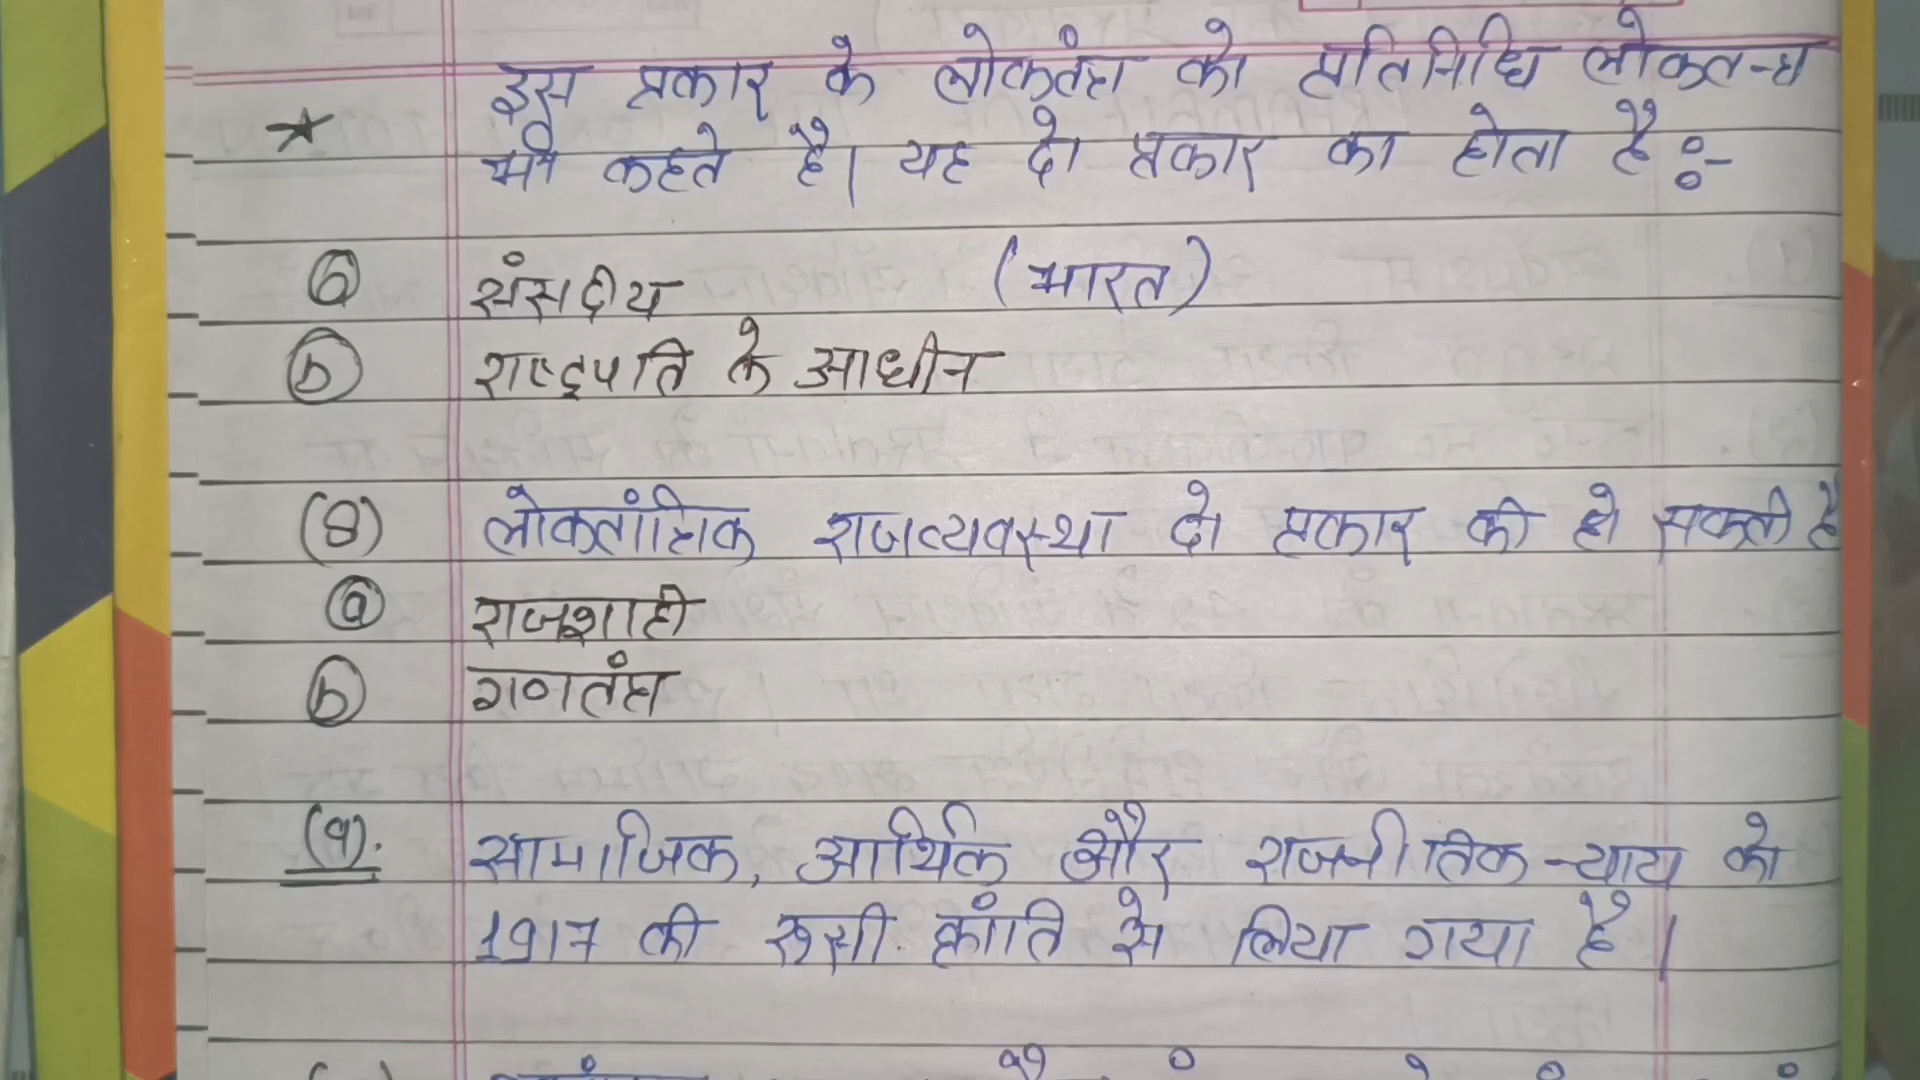 इस प्रकार के लोकतंत्र को प्रतिनिधि लोकतन्त्र
★ भी कहते है। यह दो प्रकार का होता है :-
(a) संसदीय (भारत)
(b) राष्ट्रपति के आधीन
(8) लोकतांत्रिक राजव्यवस्था दो प्रकार की हो सकती है
(a) राजशाही
(b) गणतंत्र
(9). सामाजिक, आर्थिक और राजनीतिक न्याय को
1917 की रूसी क्रांति से लिया गया है।